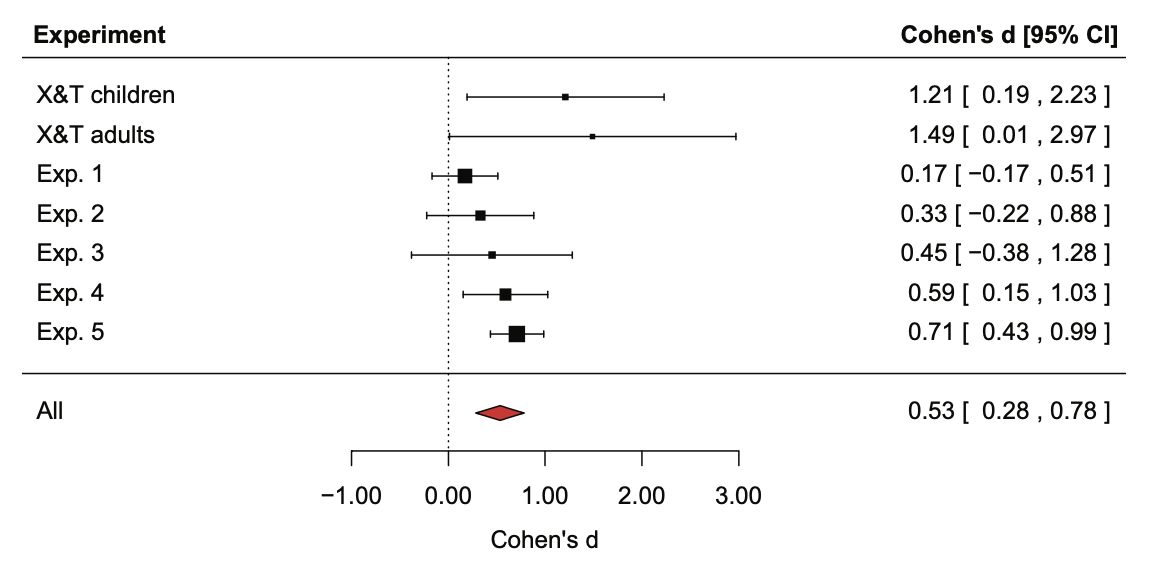 Experiment Cohen's d [95% CI]
X&T children 1.21 [ 0.19 , 2.23 ]
X&T adults 1.49 [ 0.01 , 2.97 ]
Exp. 1 0.17 [ −0.17 , 0.51 ]
Exp. 2 0.33 [ −0.22 , 0.88 ]
Exp. 3 0.45 [ −0.38 , 1.28 ]
Exp. 4 0.59 [ 0.15 , 1.03 ]
Exp. 5 0.71 [ 0.43 , 0.99 ]
All 0.53 [ 0.28 , 0.78 ]
−1.00 0.00 1.00 2.00 3.00
Cohen's d